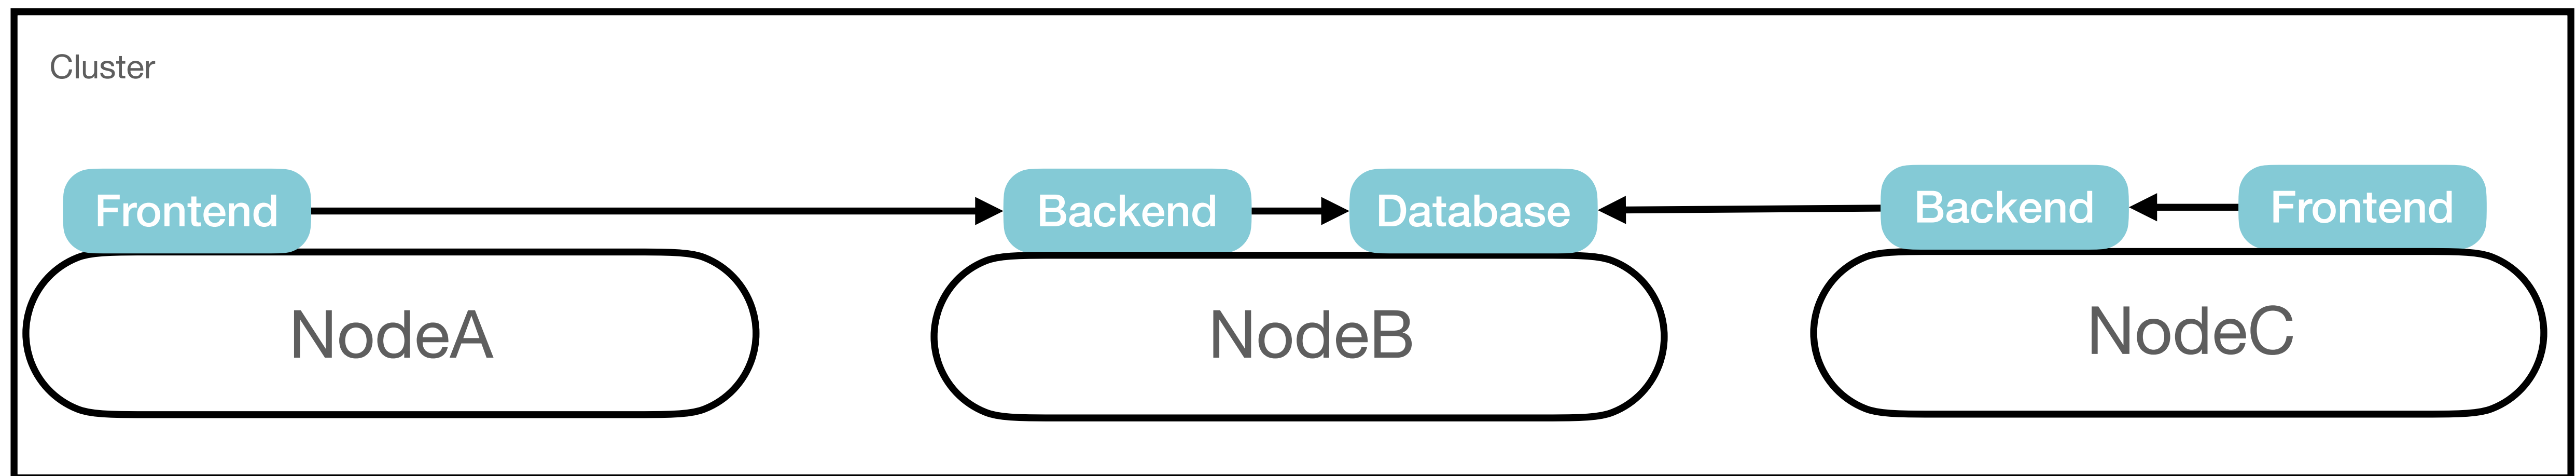 Cluster
Frontend
Backend
Database
Backend
Frontend
NodeA
NodeB
NodeC